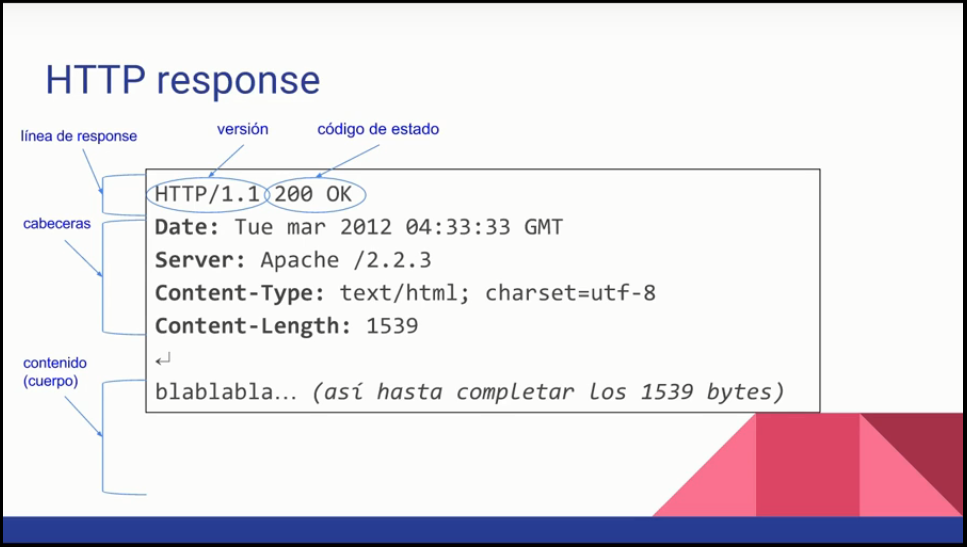 HTTP response
línea de response
versión
código de estado
HTTP/1.1 200 OK
cabeceras
Date: Tue mar 2012 04:33:33 GMT
Server: Apache /2.2.3
Content-Type: text/html; charset=utf-8
Content-Length: 1539
↵
contenido
(cuerpo)
blablabla... (así hasta completar los 1539 bytes)